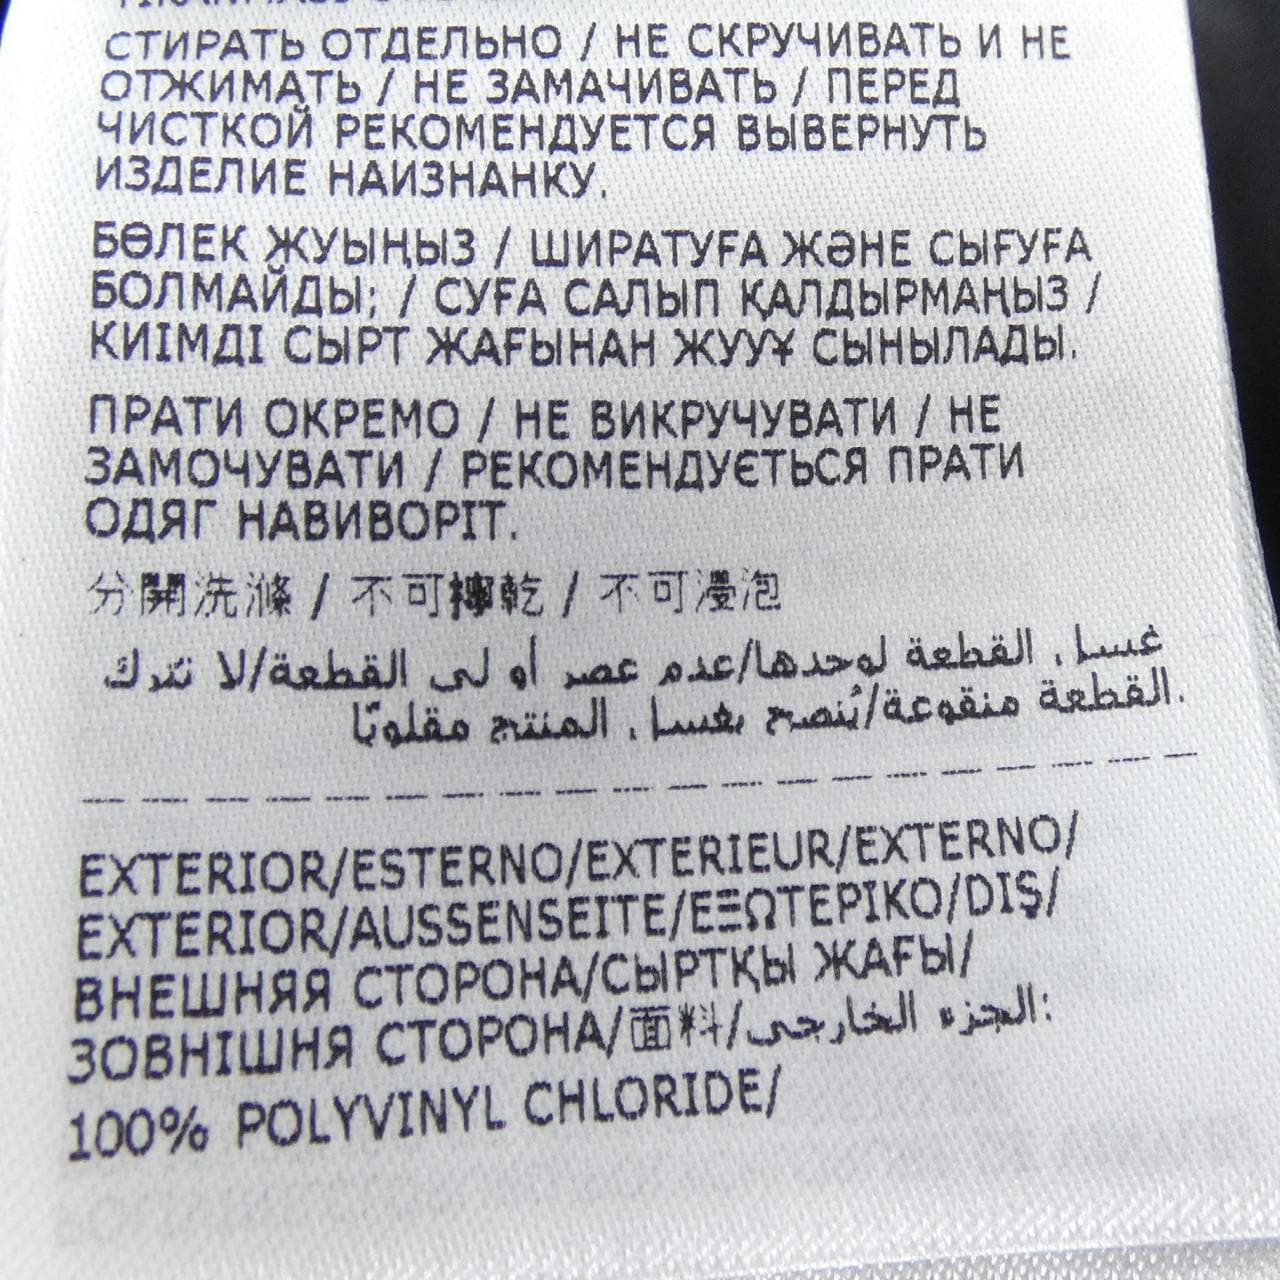 СТИРАТЬ ОТДЕЛЬНО / НЕ СКРУЧИВАТЬ И НЕ
ОТЖИМАТЬ / НЕ ЗАМАЧИВАТЬ / ПЕРЕД
ЧИСТКОЙ РЕКОМЕНДУЕТСЯ ВЫВЕРНУТЬ
ИЗДЕЛИЕ НАИЗНАНКУ.
БӨЛЕК ЖУЫҢЫЗ / ШИРАТУҒА ЖӘНЕ СЫҒУҒА
БОЛМАЙДЫ; / СУҒА САЛЫП ҚАЛДЫРМАҢЫЗ /
КИІМДІ СЫРТ ЖАҒЫНАН ЖУУҰ СЫНЫЛАДЫ.
ПРАТИ ОКРЕМО / НЕ ВИКРУЧУВАТИ / НЕ
ЗАМОЧУВАТИ / РЕКОМЕНДУЄТЬСЯ ПРАТИ
ОДЯГ НАВИВОРІТ.
分開洗滌 / 不可擰乾 / 不可浸泡
غسل القطعة لوحدها/عدم عصر أو لي القطعة/لا تترك
القطعة منقوعة/يُنصح بغسل المنتج مقلوبًا.
EXTERIOR/ESTERNO/EXTERIEUR/EXTERNO/
EXTERIOR/AUSSENSEITE/ΕΞΩΤΕΡΙΚΟ/DIŞ/
ВНЕШНЯЯ СТОРОНА/СЫРТҚЫ ЖАҒЫ/
ЗОВНІШНЯ СТОРОНА/面料/الجزء الخارجي:
100% POLYVINYL CHLORIDE/